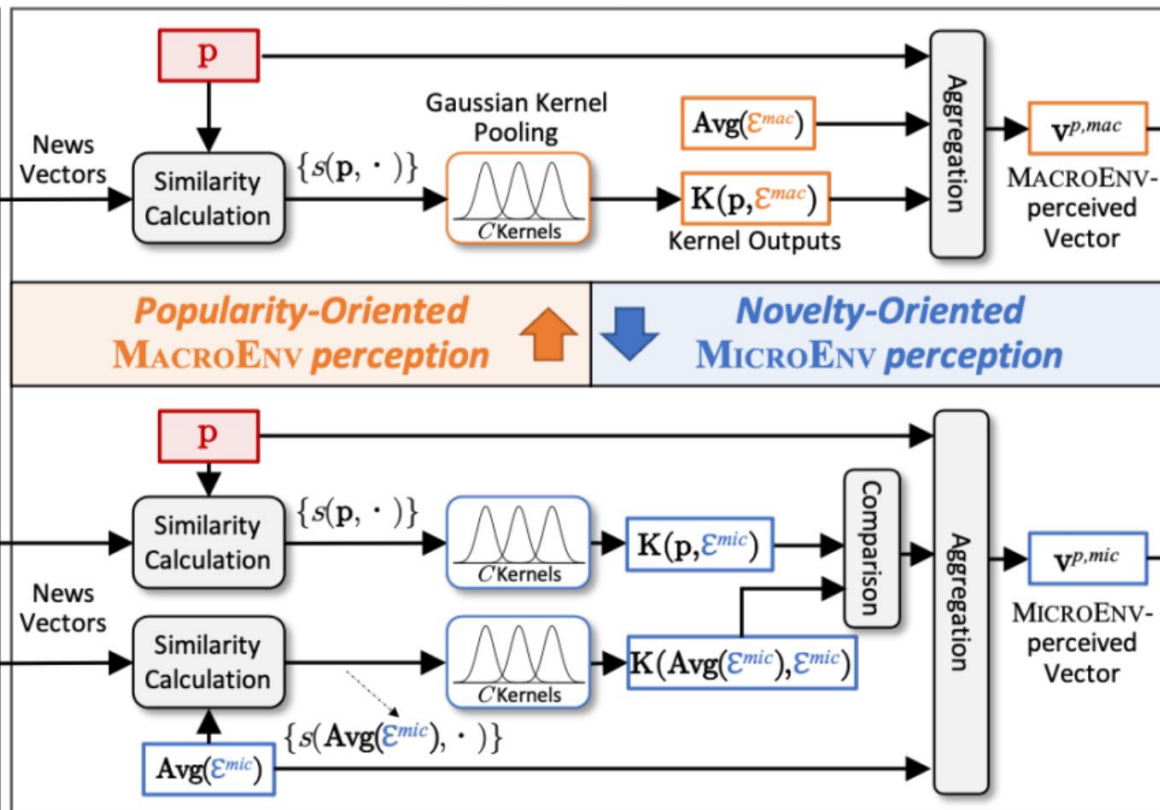 p
Gaussian Kernel
Pooling
News
Vectors
Similarity
Calculation
{s(p, ·)}
C Kernels
Avg(ℰ^{mac})
K(p,ℰ^{mac})
Kernel Outputs
Aggregation
v^{p,mac}
MACROENV-
perceived
Vector
Popularity-Oriented
MACROENV perception
Novelty-Oriented
MICROENV perception
p
Similarity
Calculation
{s(p, ·)}
C Kernels
K(p,ℰ^{mic})
Comparison
Aggregation
v^{p,mic}
MICROENV-
perceived
Vector
News
Vectors
Similarity
Calculation
C Kernels
K(Avg(ℰ^{mic}),ℰ^{mic})
{s(Avg(ℰ^{mic}), ·)}
Avg(ℰ^{mic})